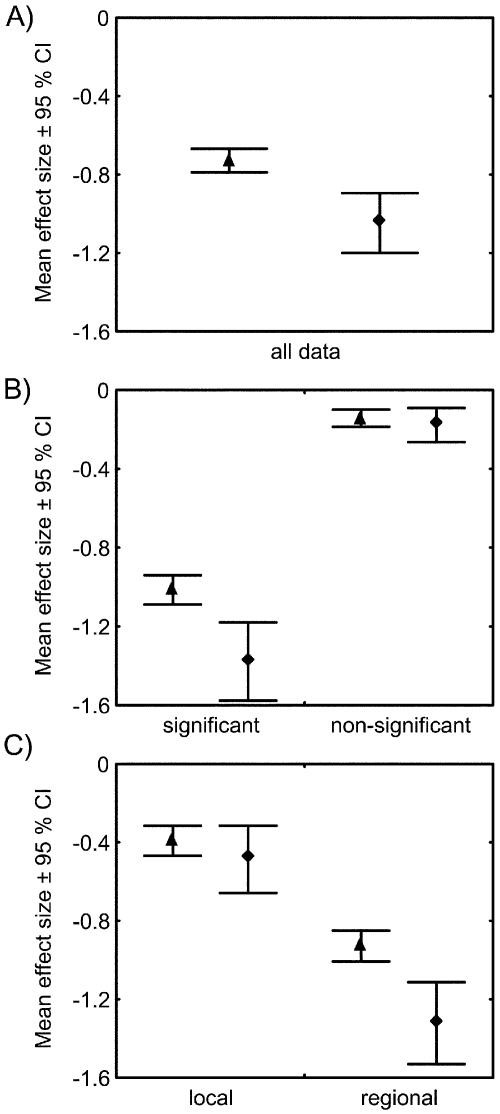 A)
Mean effect size ± 95 % CI
0
-0.4
-0.8
-1.2
-1.6
all data
B)
Mean effect size ± 95 % CI
0
-0.4
-0.8
-1.2
-1.6
significant non-significant
C)
Mean effect size ± 95 % CI
0
-0.4
-0.8
-1.2
-1.6
local regional